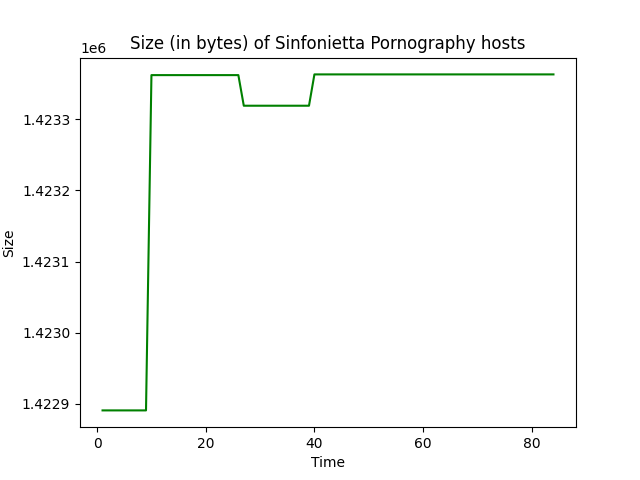 Size (in bytes) of Sinfonietta Pornography hosts
1e6
1.4233
1.4232
1.4231
1.4230
1.4229
Size
0 20 40 60 80
Time